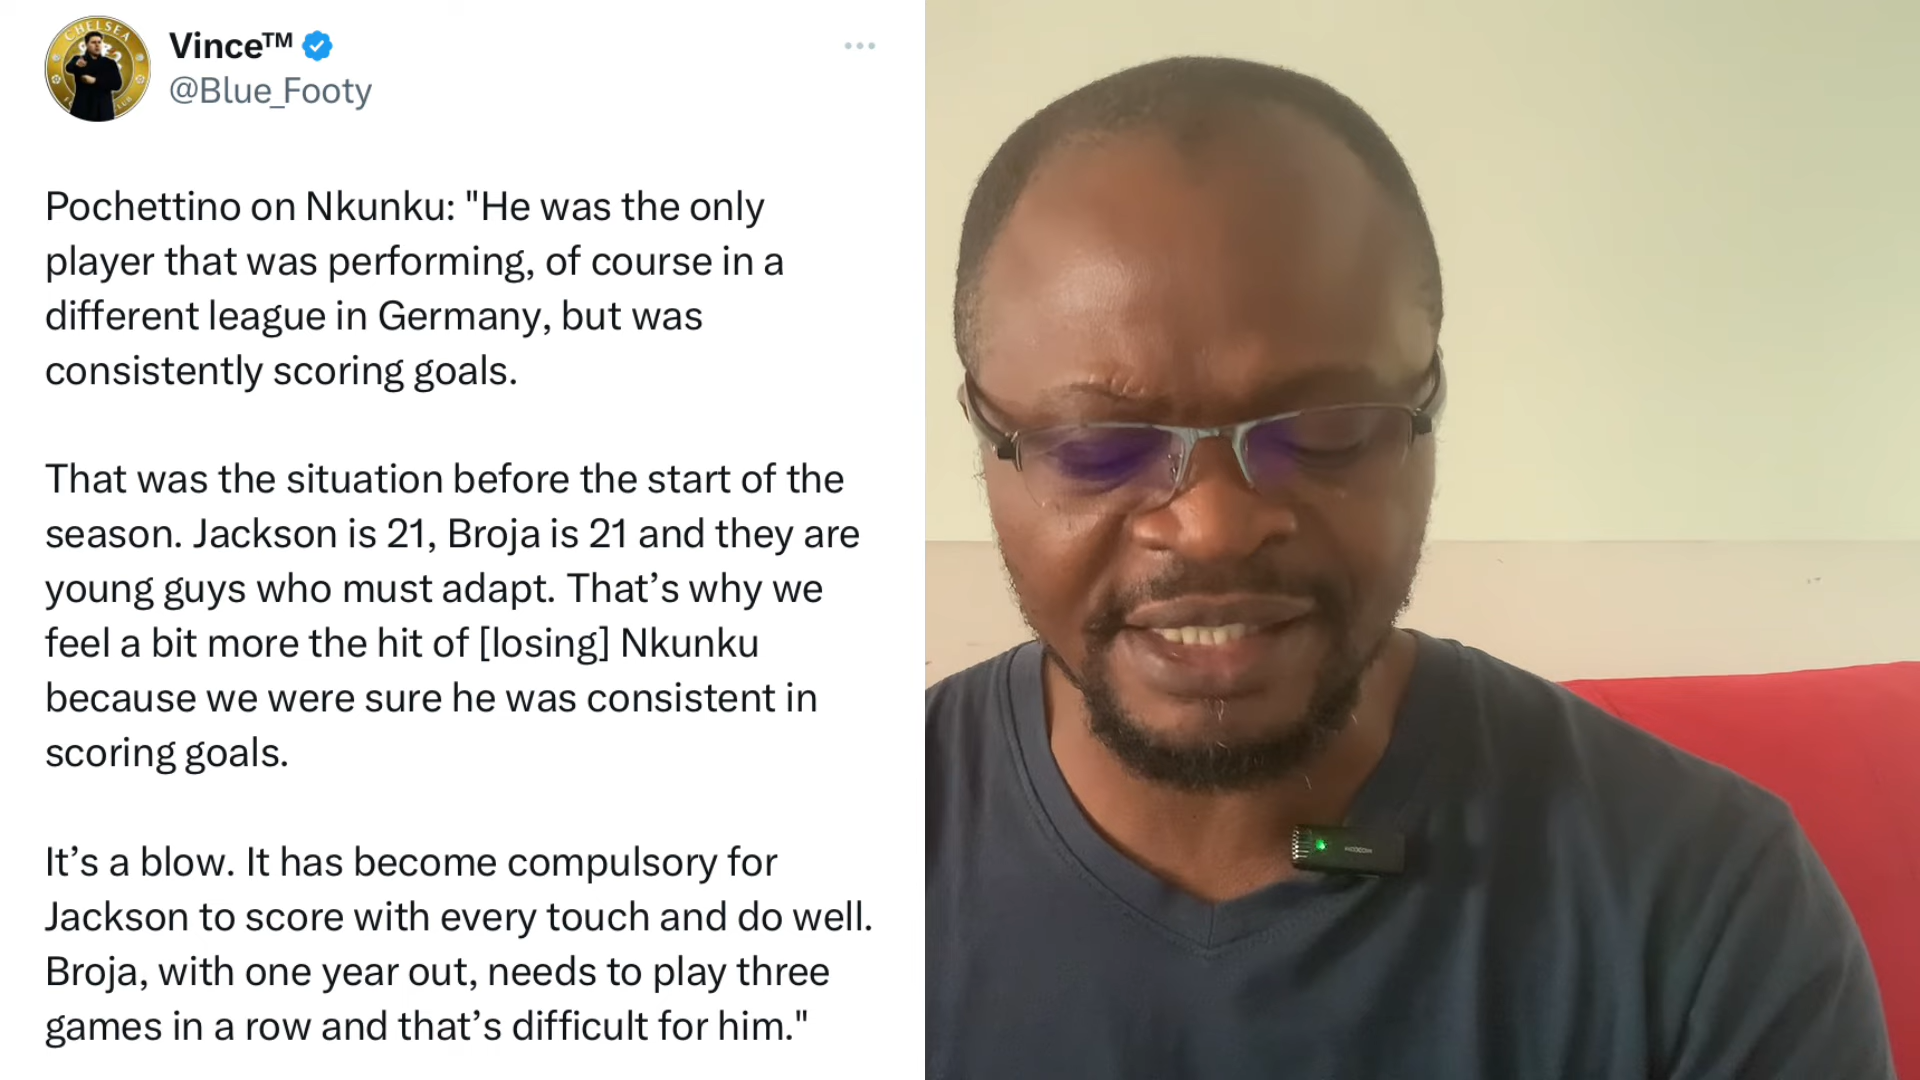 CHELSEA
Vince™
@Blue_Footy
Pochettino on Nkunku: "He was the only
player that was performing, of course in a
different league in Germany, but was
consistently scoring goals.
That was the situation before the start of the
season. Jackson is 21, Broja is 21 and they are
young guys who must adapt. That’s why we
feel a bit more the hit of [losing] Nkunku
because we were sure he was consistent in
scoring goals.
It’s a blow. It has become compulsory for
Jackson to score with every touch and do well.
Broja, with one year out, needs to play three
games in a row and that’s difficult for him."